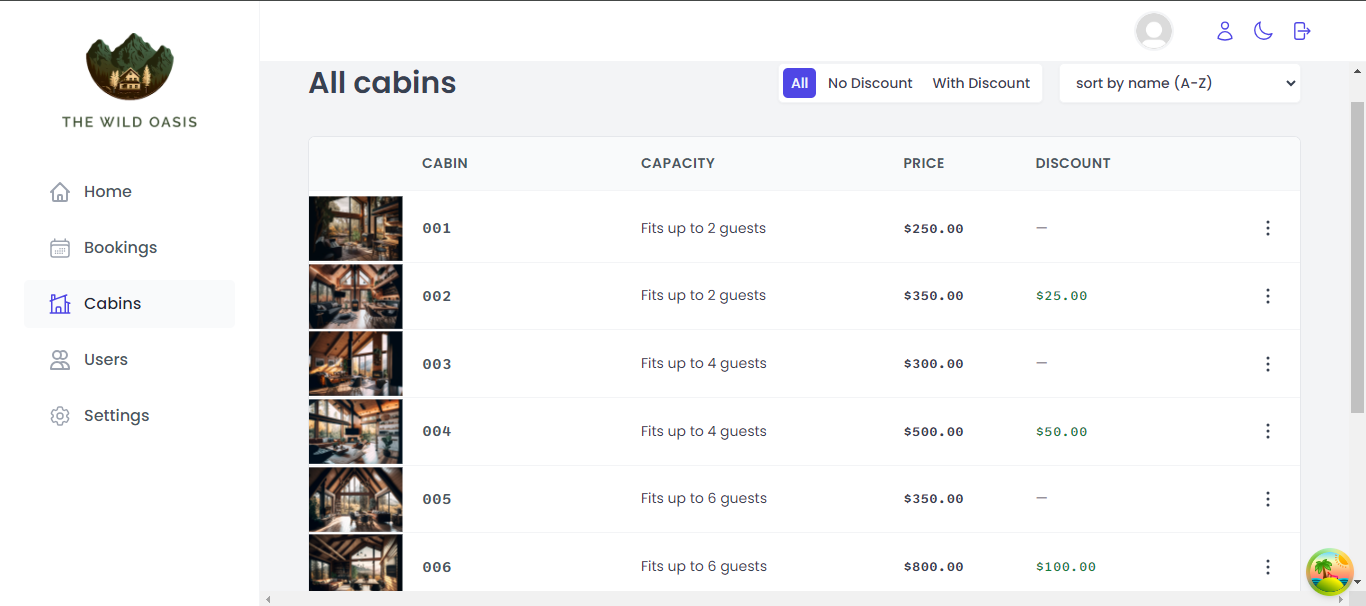 THE WILD OASIS
Home
Bookings
Cabins
Users
Settings
All cabins
All No Discount With Discount
sort by name (A-Z)
CABIN CAPACITY PRICE DISCOUNT
001 Fits up to 2 guests $250.00 —
002 Fits up to 2 guests $350.00 $25.00
003 Fits up to 4 guests $300.00 —
004 Fits up to 4 guests $500.00 $50.00
005 Fits up to 6 guests $350.00 —
006 Fits up to 6 guests $800.00 $100.00